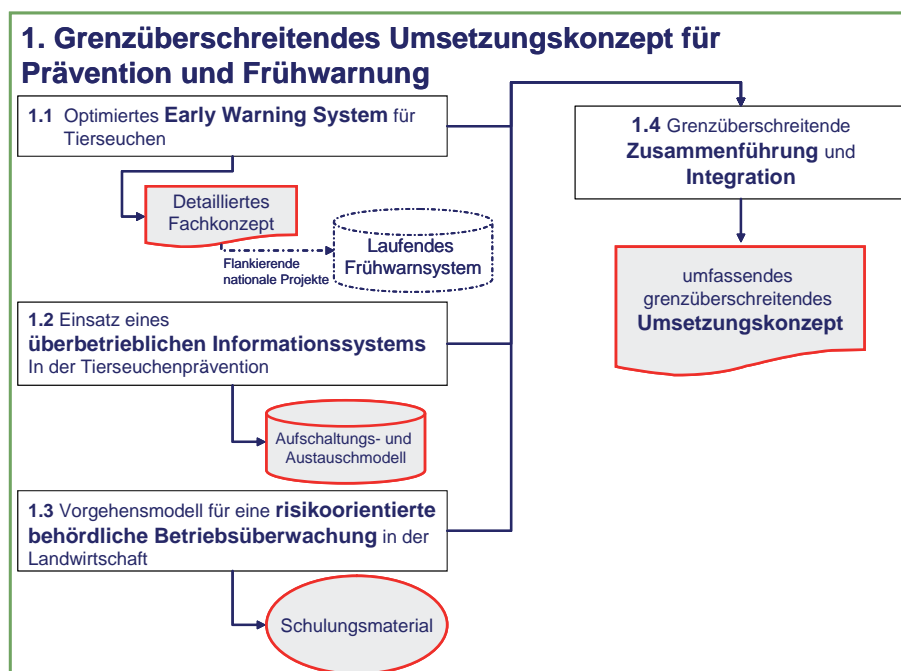 1. Grenzüberschreitendes Umsetzungskonzept für
Prävention und Frühwarnung
1.1 Optimiertes Early Warning System für
Tierseuchen
Detailliertes
Fachkonzept
Flankierende
nationale Projekte
Laufendes
Frühwarnsystem
1.2 Einsatz eines
überbetrieblichen Informationssystems
In der Tierseuchenprävention
Aufschaltungs- und
Austauschmodell
1.3 Vorgehensmodell für eine risikoorientierte
behördliche Betriebsüberwachung in der
Landwirtschaft
Schulungsmaterial
1.4 Grenzüberschreitende
Zusammenführung und
Integration
umfassendes
grenzüberschreitendes
Umsetzungskonzept